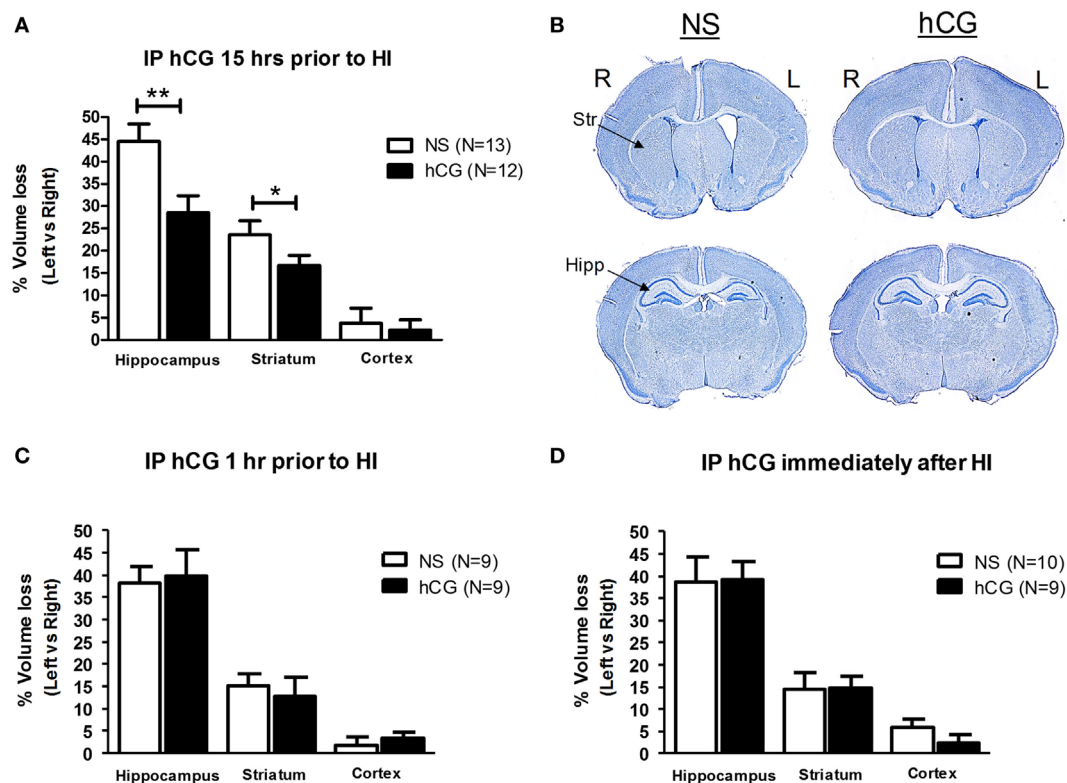 A
IP hCG 15 hrs prior to HI
**
*
50
45
40
35
30
25
20
15
10
5
0
% Volume loss
(Left vs Right)
NS (N=13)
hCG (N=12)
Hippocampus Striatum Cortex
B
NS hCG
R L R L
Str
Hipp
C
IP hCG 1 hr prior to HI
50
45
40
35
30
25
20
15
10
5
0
% Volume loss
(Left vs Right)
NS (N=9)
hCG (N=9)
Hippocampus Striatum Cortex
D
IP hCG immediately after HI
50
45
40
35
30
25
20
15
10
5
0
% Volume loss
(Left vs Right)
NS (N=10)
hCG (N=9)
Hippocampus Striatum Cortex